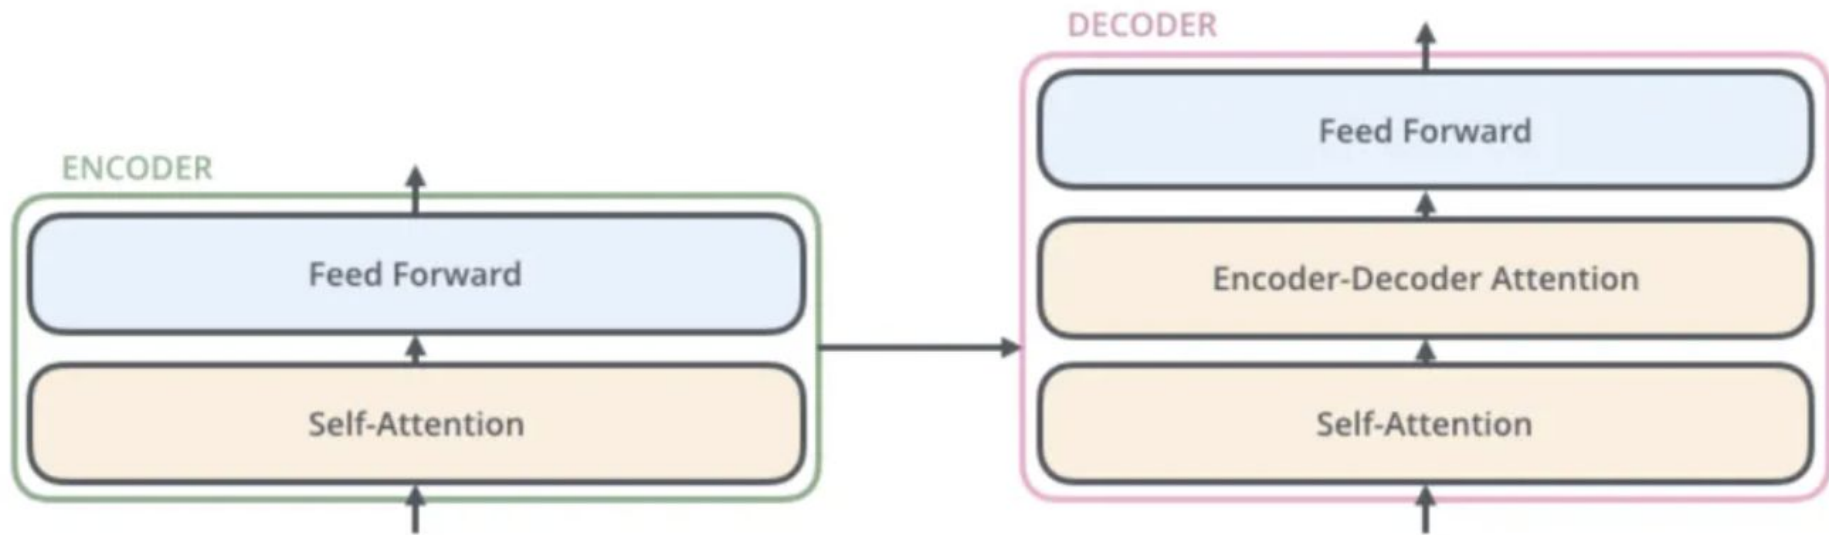 ENCODER
Feed Forward
Self-Attention
DECODER
Feed Forward
Encoder-Decoder Attention
Self-Attention